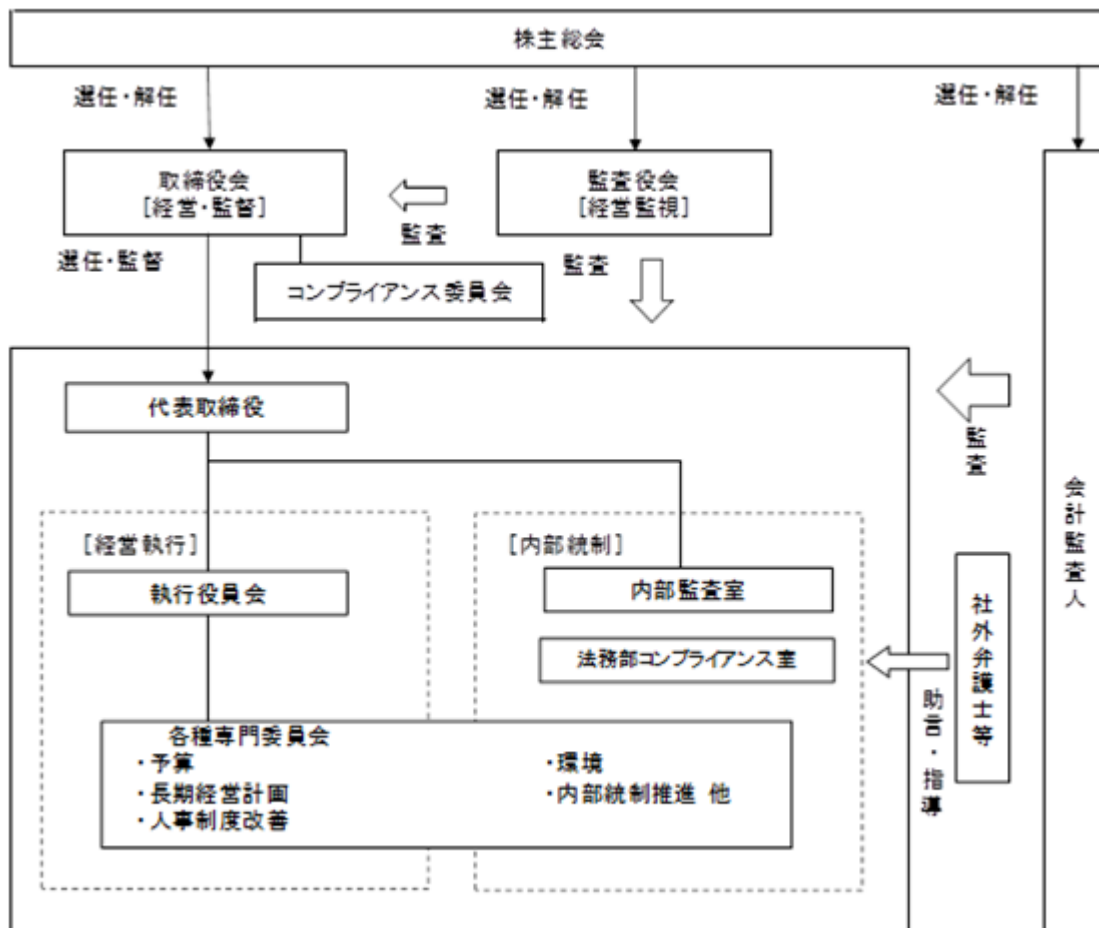 株主総会
選任・解任
選任・解任
選任・解任
取締役会
[経営・監督]
監査役会
[経営監視]
監査
選任・監督
監査
コンプライアンス委員会
代表取締役
監査
会計監査人
[経営執行]
[内部統制]
執行役員会
内部監査室
法務部コンプライアンス室
社外弁護士等
助言・指導
各種専門委員会
・予算
・環境
・長期経営計画
・内部統制推進 他
・人事制度改善